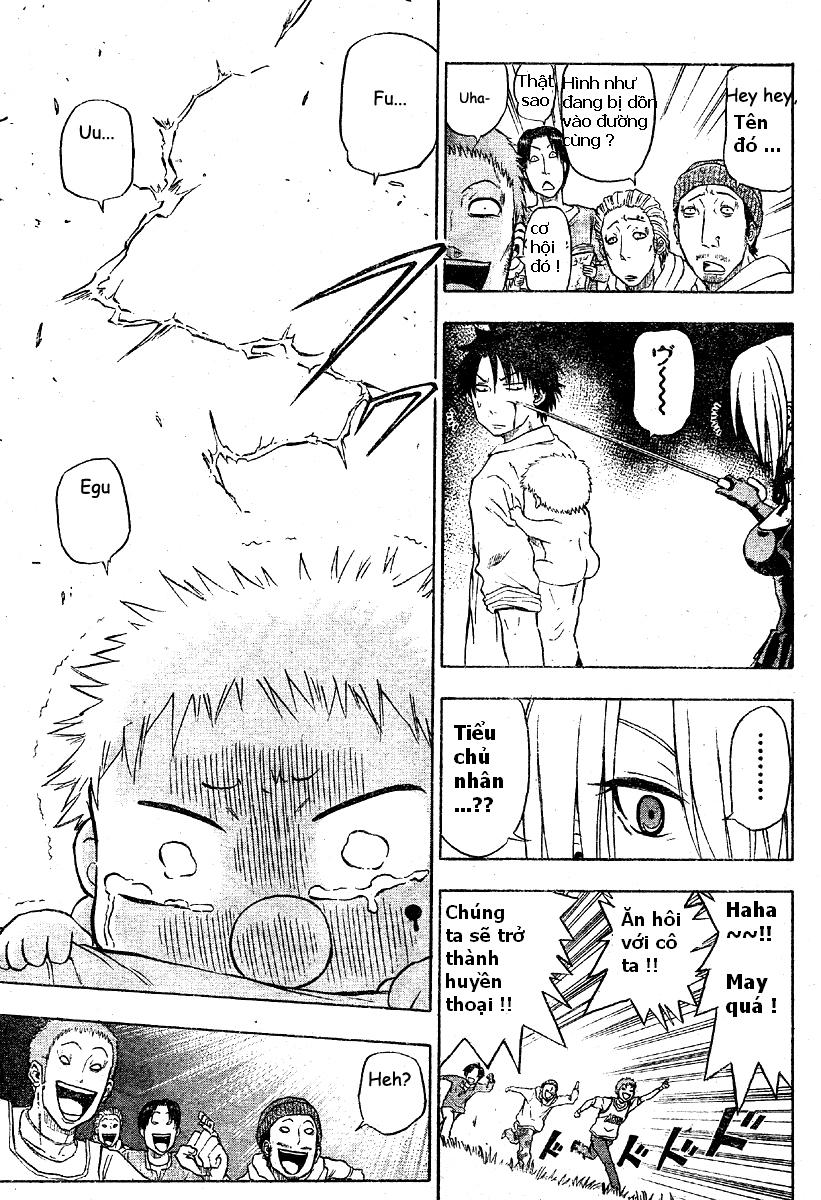 Hey hey,
Tên
đó ...
Hình như
đang bị dồn
vào đường
cùng ?
Thật
sao
cơ
hội
đó !
Uha-
ヴ〜〜
.........
Tiểu
chủ
nhân
...??
Haha
~~!!
May
quá !
Ăn hôi
với cô
ta !!
Chúng
ta sẽ trở
thành
huyền
thoại !!
ドドドド
Fu...
Uu...
Egu
Heh?